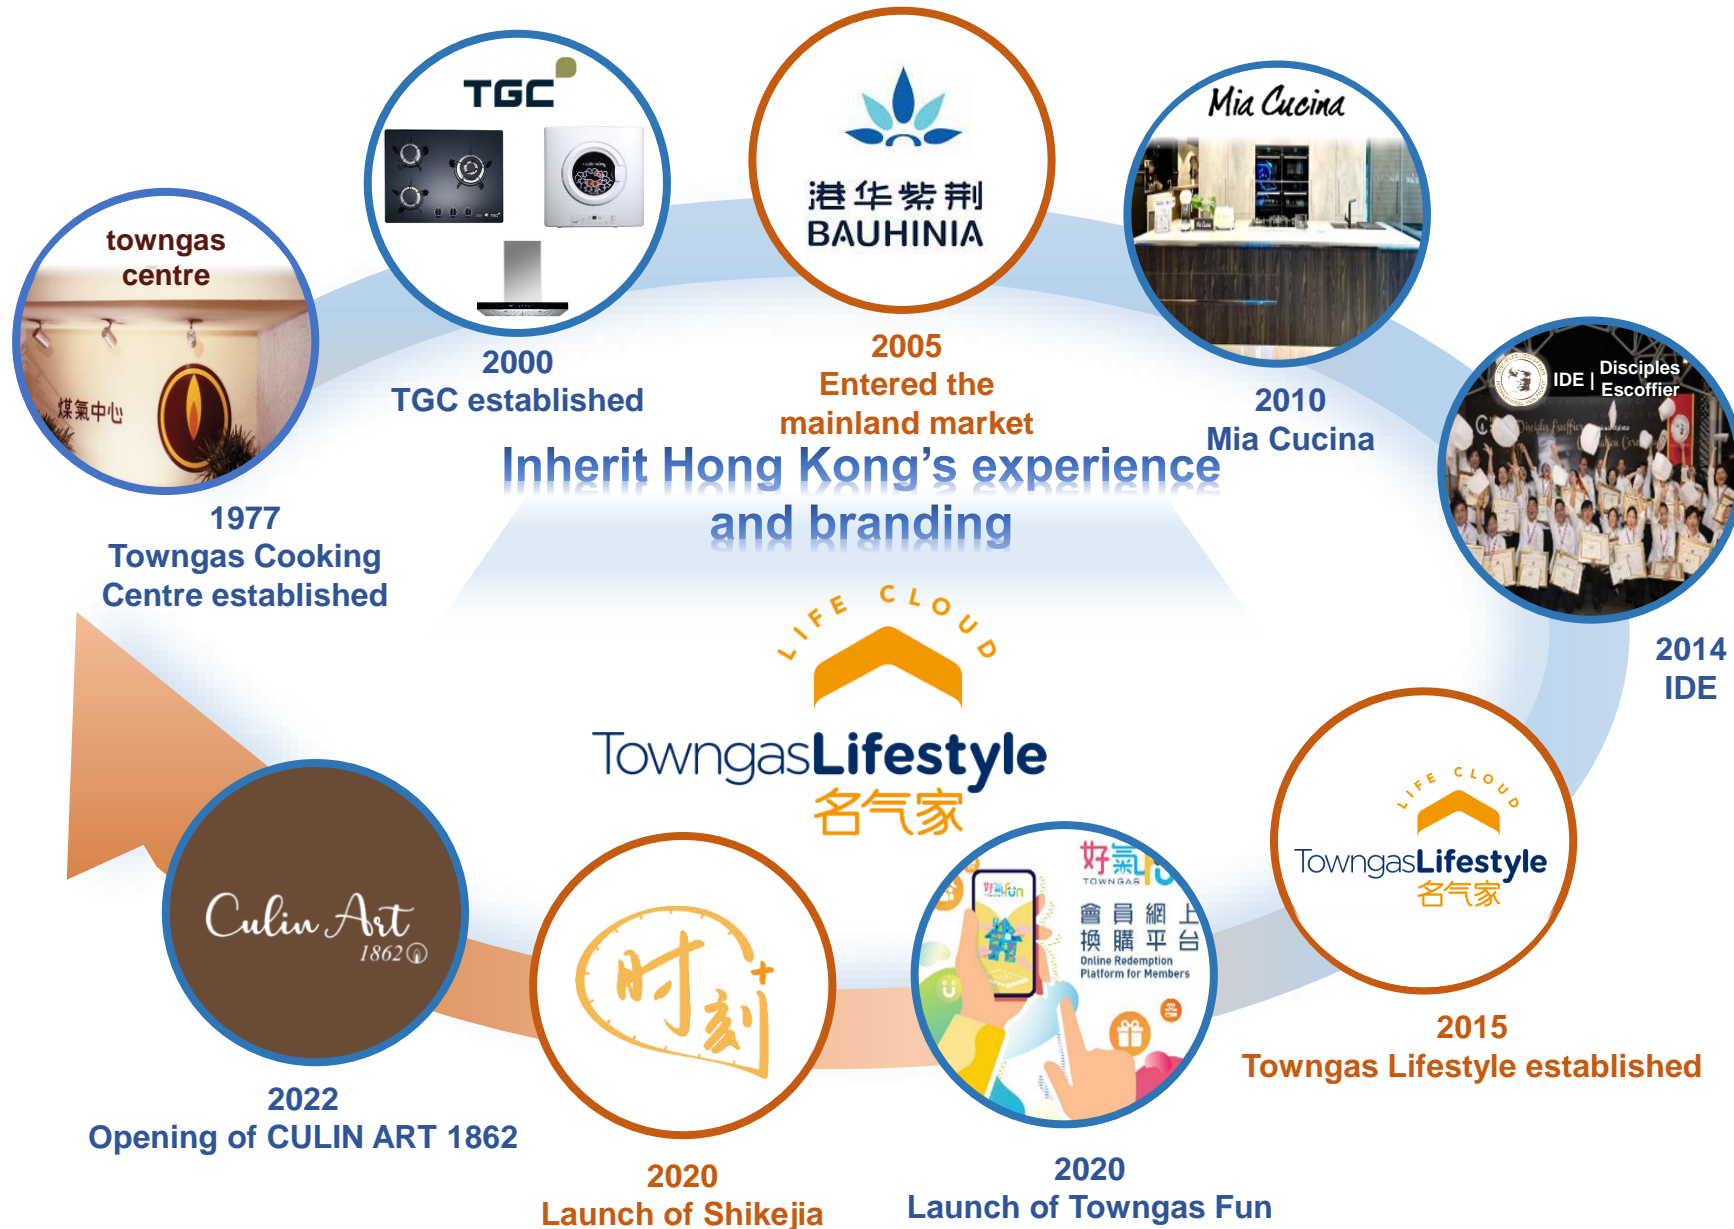 towngas
centre
煤氣中心
1977
Towngas Cooking
Centre established
TGC
2000
TGC established
港华紫荆
BAUHINIA
2005
Entered the
mainland market
Mia Cucina
2010
Mia Cucina
IDE | Disciples
Escoffier
2014
IDE
Inherit Hong Kong’s experience
and branding
LIFE CLOUD
TowngasLifestyle
名气家
LIFE CLOUD
TowngasLifestyle
名气家
2015
Towngas Lifestyle established
好氣Fun
好氣Fu
TOWNGAS
會員網上
換購平台
Online Redemption
Platform for Members
2020
Launch of Towngas Fun
时刻+
2020
Launch of Shikejia
Culin Art
1862
2022
Opening of CULIN ART 1862